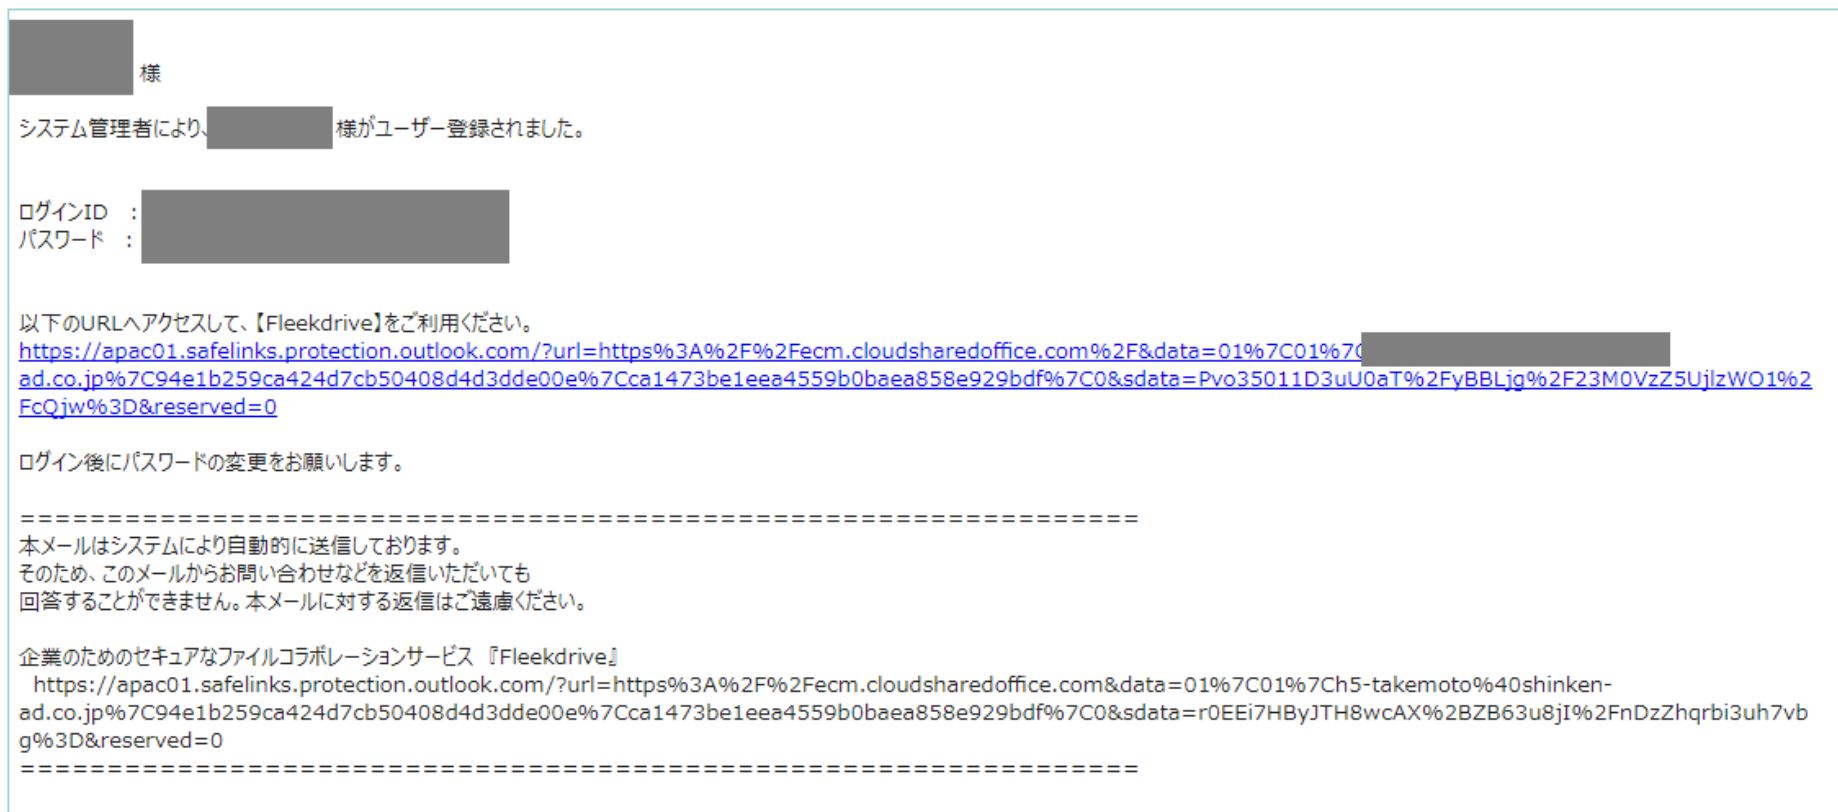 様
システム管理者により、 様がユーザー登録されました。
ログインID ：
パスワード ：
以下のURLへアクセスして、【Fleekdrive】をご利用ください。
https://apac01.safelinks.protection.outlook.com/?url=https%3A%2F%2Fecm.cloudsharedoffice.com%2F&data=01%7C01%7C
ad.co.jp%7C94e1b259ca424d7cb50408d4d3dde00e%7Cca1473be1eea4559b0baea858e929bdf%7C0&sdata=Pvo35011D3uU0aT%2FyBBLjg%2F23M0VzZ5UjlzWO1%2
FcQjw%3D&reserved=0
ログイン後にパスワードの変更をお願いします。
=================================================================
本メールはシステムにより自動的に送信しております。
そのため、このメールからお問い合わせなどを返信いただいても
回答することができません。本メールに対する返信はご遠慮ください。
企業のためのセキュアなファイルコラボレーションサービス 『Fleekdrive』
https://apac01.safelinks.protection.outlook.com/?url=https%3A%2F%2Fecm.cloudsharedoffice.com&data=01%7C01%7Ch5-takemoto%40shinken-
ad.co.jp%7C94e1b259ca424d7cb50408d4d3dde00e%7Cca1473be1eea4559b0baea858e929bdf%7C0&sdata=r0EEi7HByJTH8wcAX%2BZB63u8jI%2FnDzZhqrbi3uh7vb
g%3D&reserved=0
=================================================================